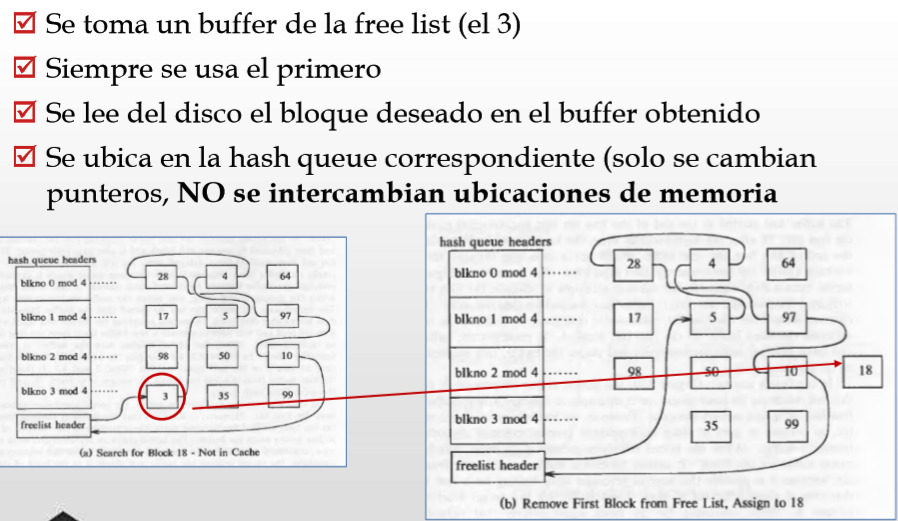 Se toma un buffer de la free list (el 3)
Siempre se usa el primero
Se lee del disco el bloque deseado en el buffer obtenido
Se ubica en la hash queue correspondiente (solo se cambian
punteros, NO se intercambian ubicaciones de memoria
hash queue headers
blkno 0 mod 4 28 4 64
blkno 1 mod 4 17 5 97
blkno 2 mod 4 98 50 10
blkno 3 mod 4 3 35 99
freelist header
(a) Search for Block 18 - Not in Cache
hash queue headers
blkno 0 mod 4 28 4 64
blkno 1 mod 4 17 5 97
blkno 2 mod 4 98 50 10 18
blkno 3 mod 4 35 99
freelist header
(b) Remove First Block from Free List, Assign to 18